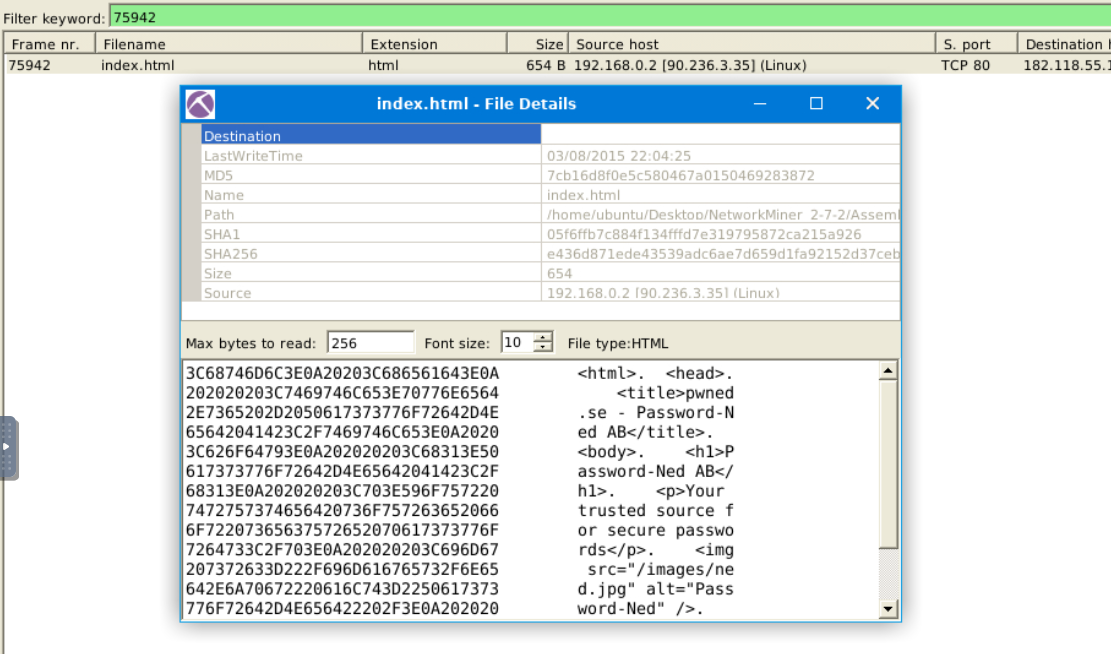 Filter keyword: 75942
Frame nr. Filename Extension Size Source host S. port Destination
75942 index.html html 654 B 192.168.0.2 [90.236.3.35] (Linux) TCP 80 182.118.55.1
index.html - File Details
Destination
LastWriteTime 03/08/2015 22:04:25
MD5 7cb16d8f0e5c580467a0150469283872
Name index.html
Path /home/ubuntu/Desktop/NetworkMiner_2-7-2/Asseml
SHA1 05f6ffb7c884f134fffd7e319795872ca215a926
SHA256 e436d871ede43539adc6ae7d659d1fa92152d37ceb
Size 654
Source 192.168.0.2 [90.236.3.35] (Linux)
Max bytes to read: 256 Font size: 10 File type:HTML
3C68746D6C3E0A20203C686561643E0A <html>. <head>.
202020203C7469746C653E70776E6564 <title>pwned
2E7365202D2050617373776F72642D4E .se - Password-N
65642041423C2F7469746C653E0A2020 ed AB</title>.
3C626F64793E0A202020203C68313E50 <body>. <h1>P
617373776F72642D4E65642041423C2F assword-Ned AB</
68313E0A202020203C703E596F757220 h1>. <p>Your
7472757374656420736F757263652066 trusted source f
6F72207365637572652070617373776F or secure passwo
7264733C2F703E0A202020203C696D67 rds</p>. <img
207372633D222F696D616765732F6E65 src="/images/ne
642E6A70672220616C743D2250617373 d.jpg" alt="Pass
776F72642D4E656422202F3E0A202020 word-Ned" />.